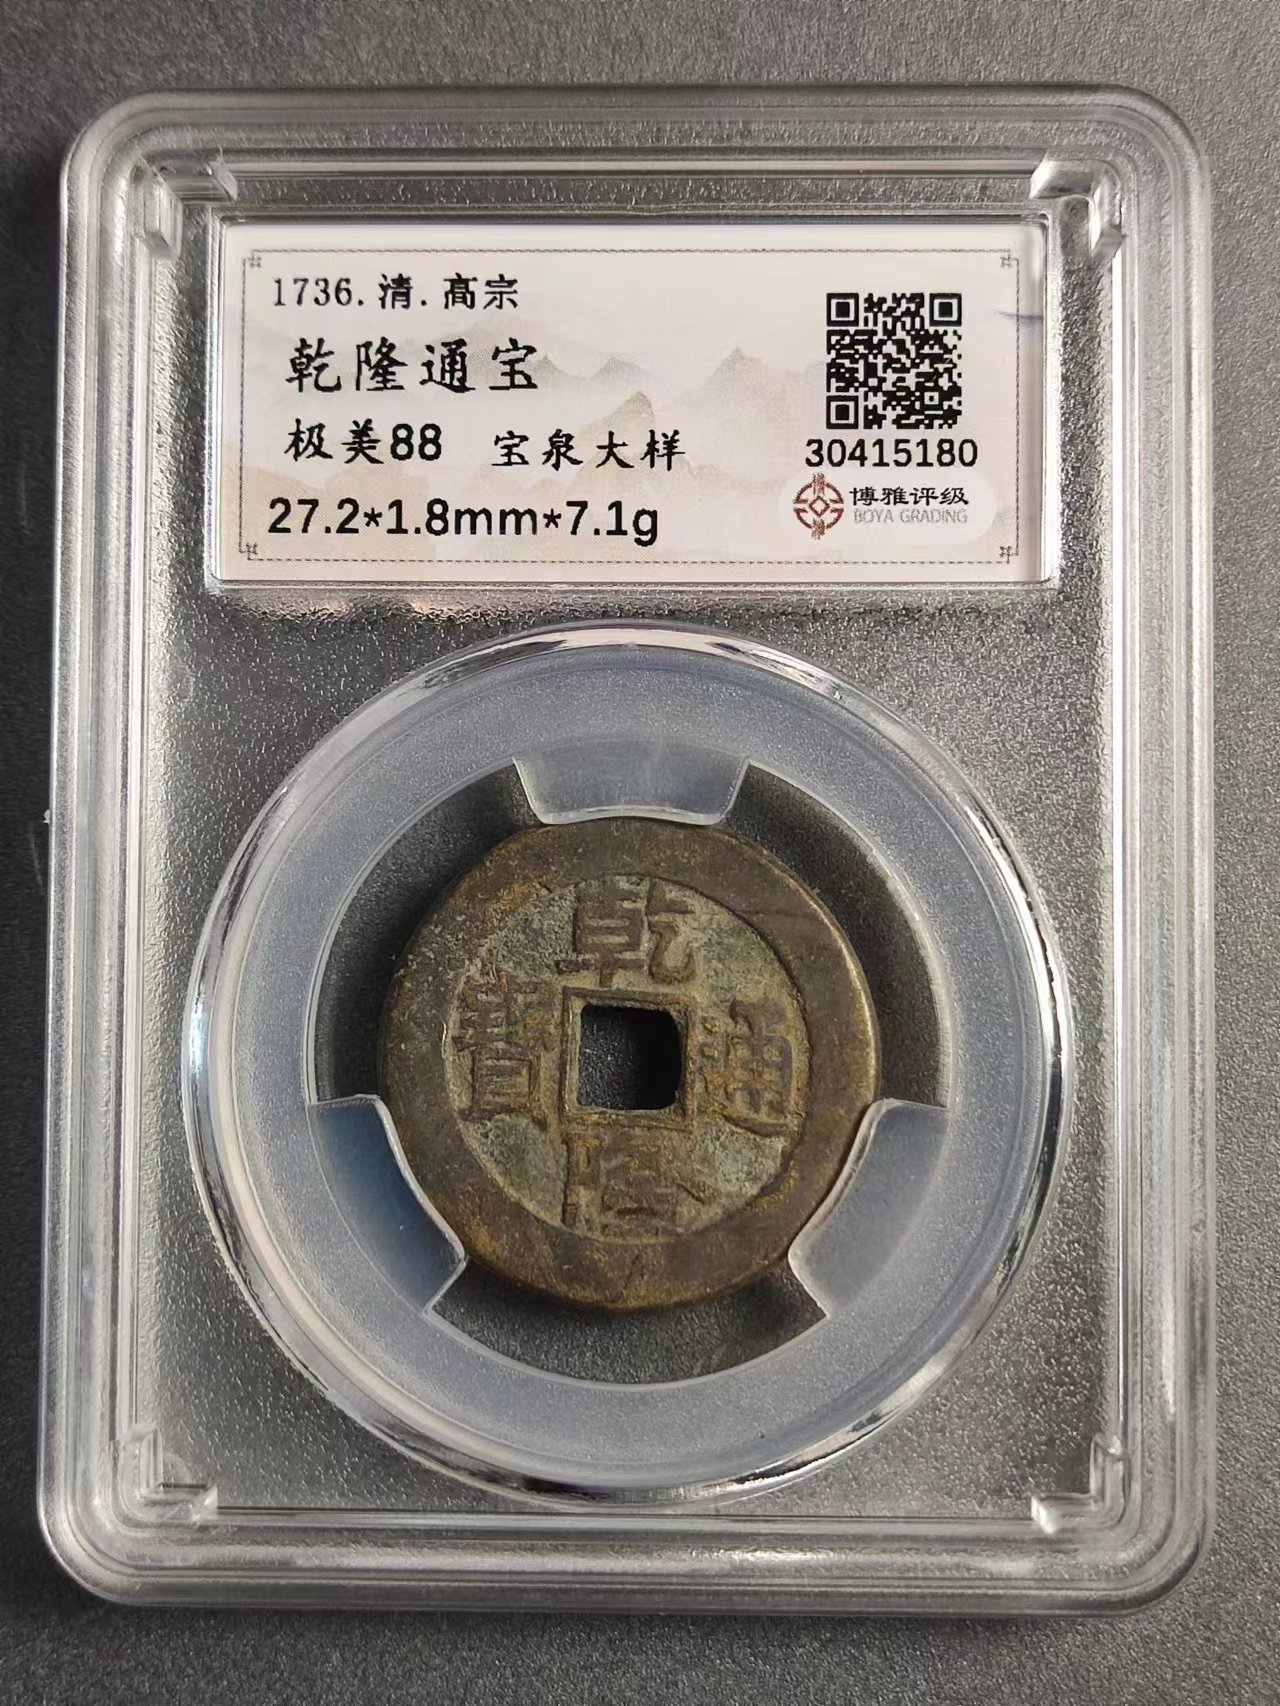 1736.清.高宗
乾隆通宝
极美88 宝泉大样
27.2*1.8mm*7.1g
30415180
博雅评级
BOYA GRADING
乾
寳 通
隆